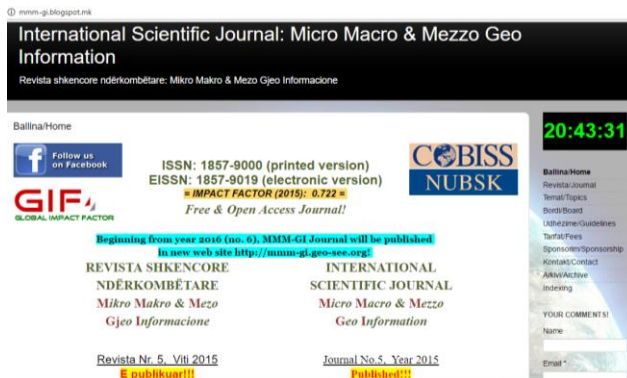 mmm-gi.blogspot.mk
International Scientific Journal: Micro Macro & Mezzo Geo
Information
Revista shkencore ndërkombëtare: Mikro Makro & Mezo Gjeo Informacione
Ballina/Home
Follow us
on Facebook
GIF
GLOBAL IMPACT FACTOR
ISSN: 1857-9000 (printed version)
EISSN: 1857-9019 (electronic version)
= IMPACT FACTOR (2015): 0.722 =
Free & Open Access Journal!
COBISS
NUBSK
Beginning from year 2016 (no. 6), MMM-GI Journal will be published
in new web site http://mmm-gi.geo-see.org!
REVISTA SHKENCORE
NDËRKOMBËTARE
Mikro Makro & Mezo
Gjeo Informacione
Revista Nr. 5, Viti 2015
E publikuar!!!
INTERNATIONAL
SCIENTIFIC JOURNAL
Micro Macro & Mezzo
Geo Information
Journal No.5, Year 2015
Published!!!
20:43:31
Ballina/Home
Revista/Journal
Temat/Topics
Bordi/Board
Udhëzime/Guidelines
Tarifat/Fees
Sponsorim/Sponsorship
Kontakt/Contact
Arkivi/Archive
Indexing
YOUR COMMENTS!
Name
Email *